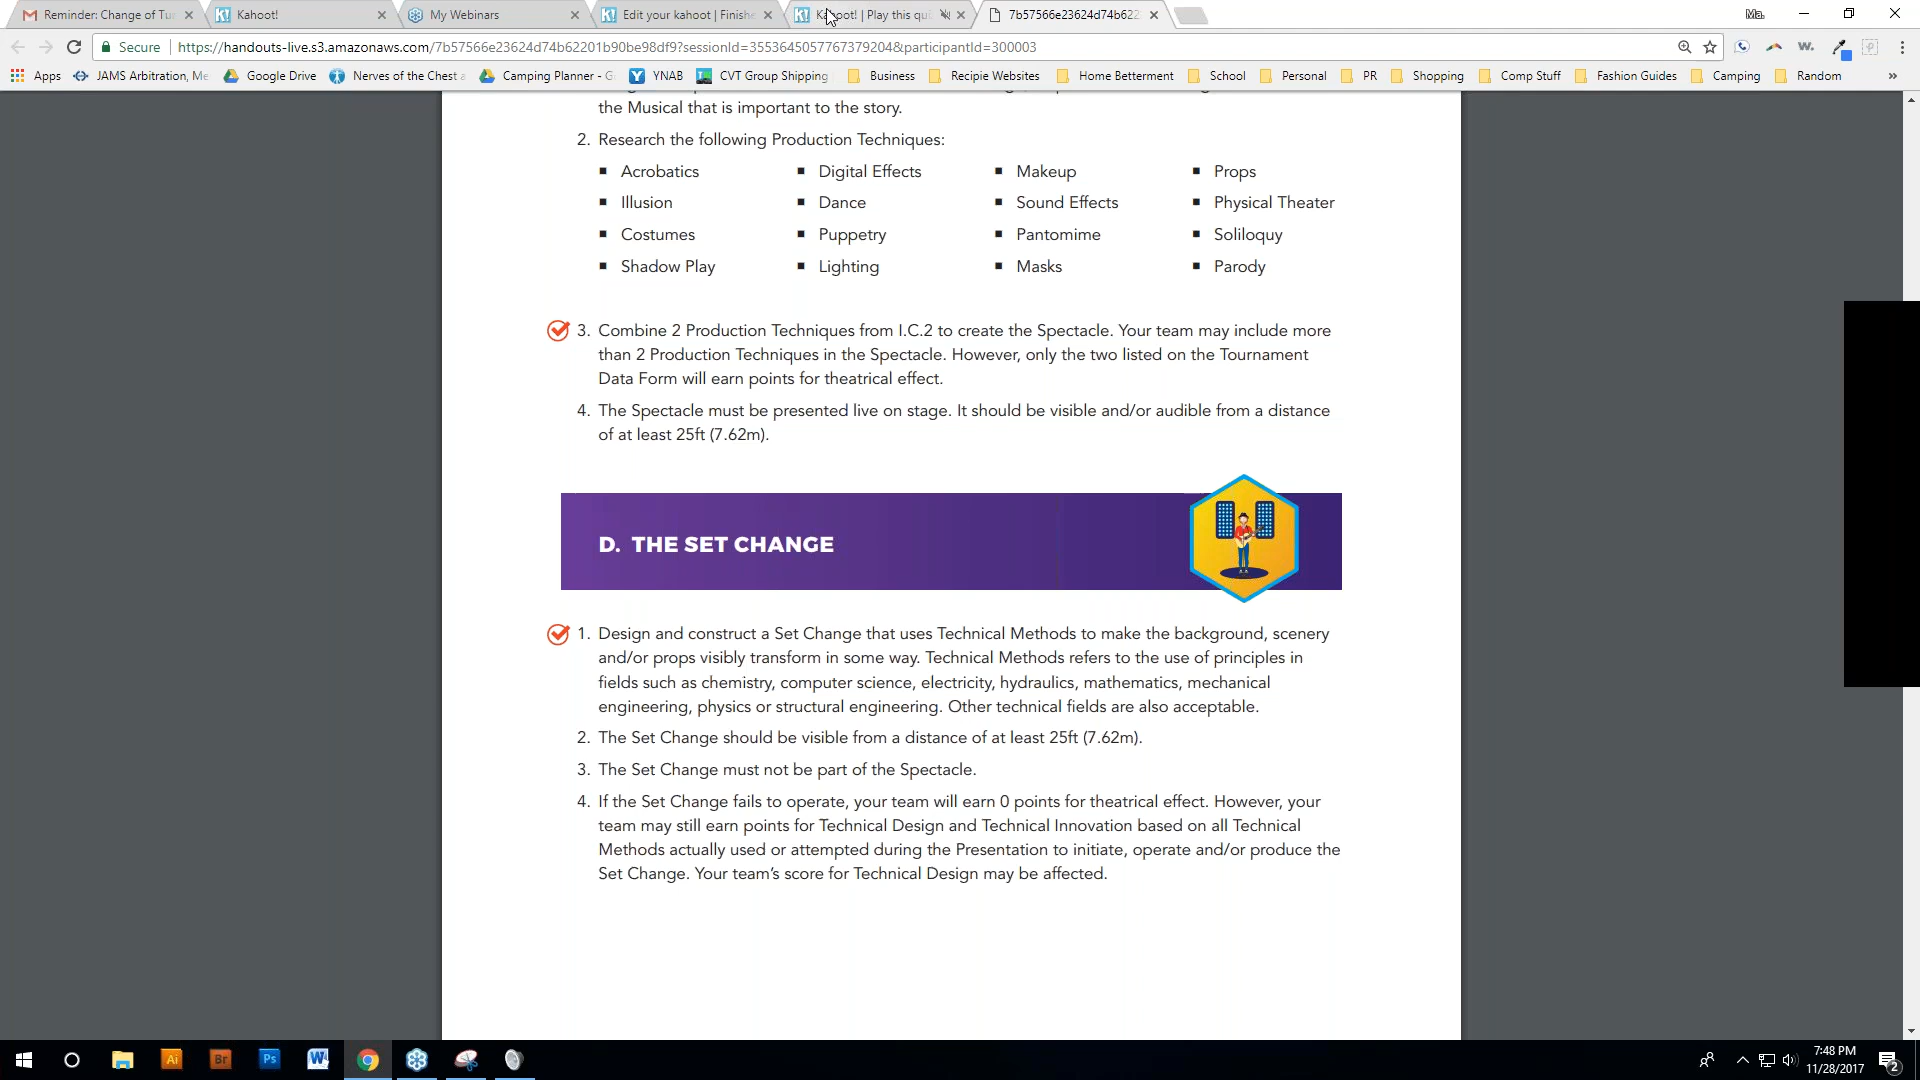 Reminder: Change of Tu
Kahoot!
My Webinars
Edit your kahoot | Finishe
Kahoot! | Play this qui
7b57566e23624d74b622
Ma.
Secure
https://handouts-live.s3.amazonaws.com/7b57566e23624d74b62201b90be98df9?sessionId=3553645057767379204&participantId=300003
Apps
JAMS Arbitration, Me
Google Drive
Nerves of the Chest a
Camping Planner - G
YNAB
CVT Group Shipping
Business
Recipie Websites
Home Betterment
School
Personal
PR
Shopping
Comp Stuff
Fashion Guides
Camping
Random
»
the Musical that is important to the story.
2. Research the following Production Techniques:
▪ Acrobatics ▪ Digital Effects ▪ Makeup ▪ Props
▪ Illusion ▪ Dance ▪ Sound Effects ▪ Physical Theater
▪ Costumes ▪ Puppetry ▪ Pantomime ▪ Soliloquy
▪ Shadow Play ▪ Lighting ▪ Masks ▪ Parody
3. Combine 2 Production Techniques from I.C.2 to create the Spectacle. Your team may include more
than 2 Production Techniques in the Spectacle. However, only the two listed on the Tournament
Data Form will earn points for theatrical effect.
4. The Spectacle must be presented live on stage. It should be visible and/or audible from a distance
of at least 25ft (7.62m).
D. THE SET CHANGE
1. Design and construct a Set Change that uses Technical Methods to make the background, scenery
and/or props visibly transform in some way. Technical Methods refers to the use of principles in
fields such as chemistry, computer science, electricity, hydraulics, mathematics, mechanical
engineering, physics or structural engineering. Other technical fields are also acceptable.
2. The Set Change should be visible from a distance of at least 25ft (7.62m).
3. The Set Change must not be part of the Spectacle.
4. If the Set Change fails to operate, your team will earn 0 points for theatrical effect. However, your
team may still earn points for Technical Design and Technical Innovation based on all Technical
Methods actually used or attempted during the Presentation to initiate, operate and/or produce the
Set Change. Your team’s score for Technical Design may be affected.
Ai
Br
Ps
W
7:48 PM
11/28/2017
2